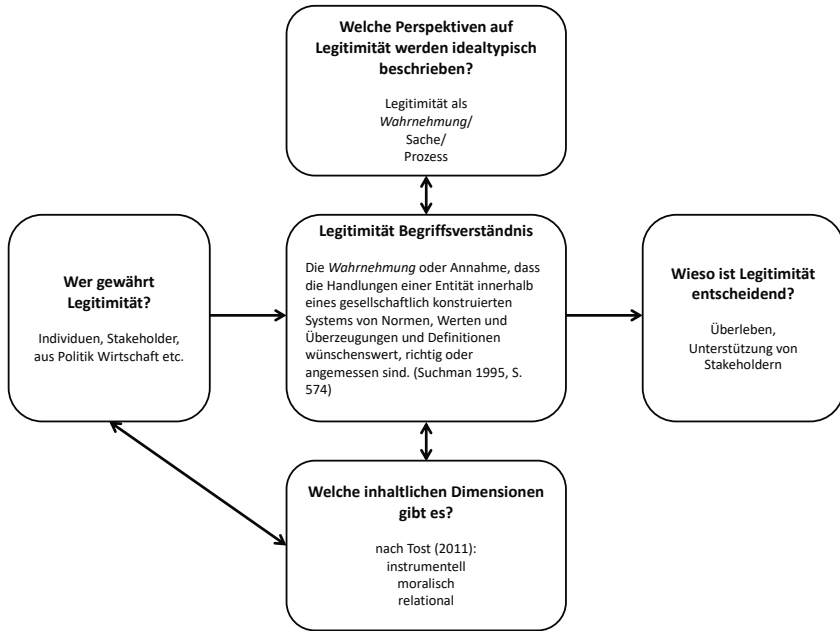 Welche Perspektiven auf
Legitimität werden idealtypisch
beschrieben?
Legitimität als
Wahrnehmung/
Sache/
Prozess
Wer gewährt
Legitimität?
Individuen, Stakeholder,
aus Politik Wirtschaft etc.
Legitimität Begriffsverständnis
Die Wahrnehmung oder Annahme, dass
die Handlungen einer Entität innerhalb
eines gesellschaftlich konstruierten
Systems von Normen, Werten und
Überzeugungen und Definitionen
wünschenswert, richtig oder
angemessen sind. (Suchman 1995, S.
574)
Wieso ist Legitimität
entscheidend?
Überleben,
Unterstützung von
Stakeholdern
Welche inhaltlichen Dimensionen
gibt es?
nach Tost (2011):
instrumentell
moralisch
relational